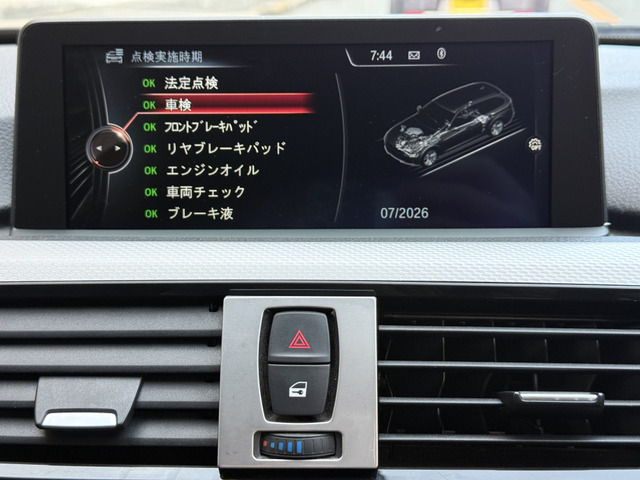 点検実施時期
7:44
OK 法定点検
OK 車検
OK ﾌﾛﾝﾄﾌﾞﾚｰｷﾊﾟｯﾄﾞ
OK リヤブレーキパッド
OK エンジンオイル
OK 車両チェック
OK ブレーキ液
07/2026